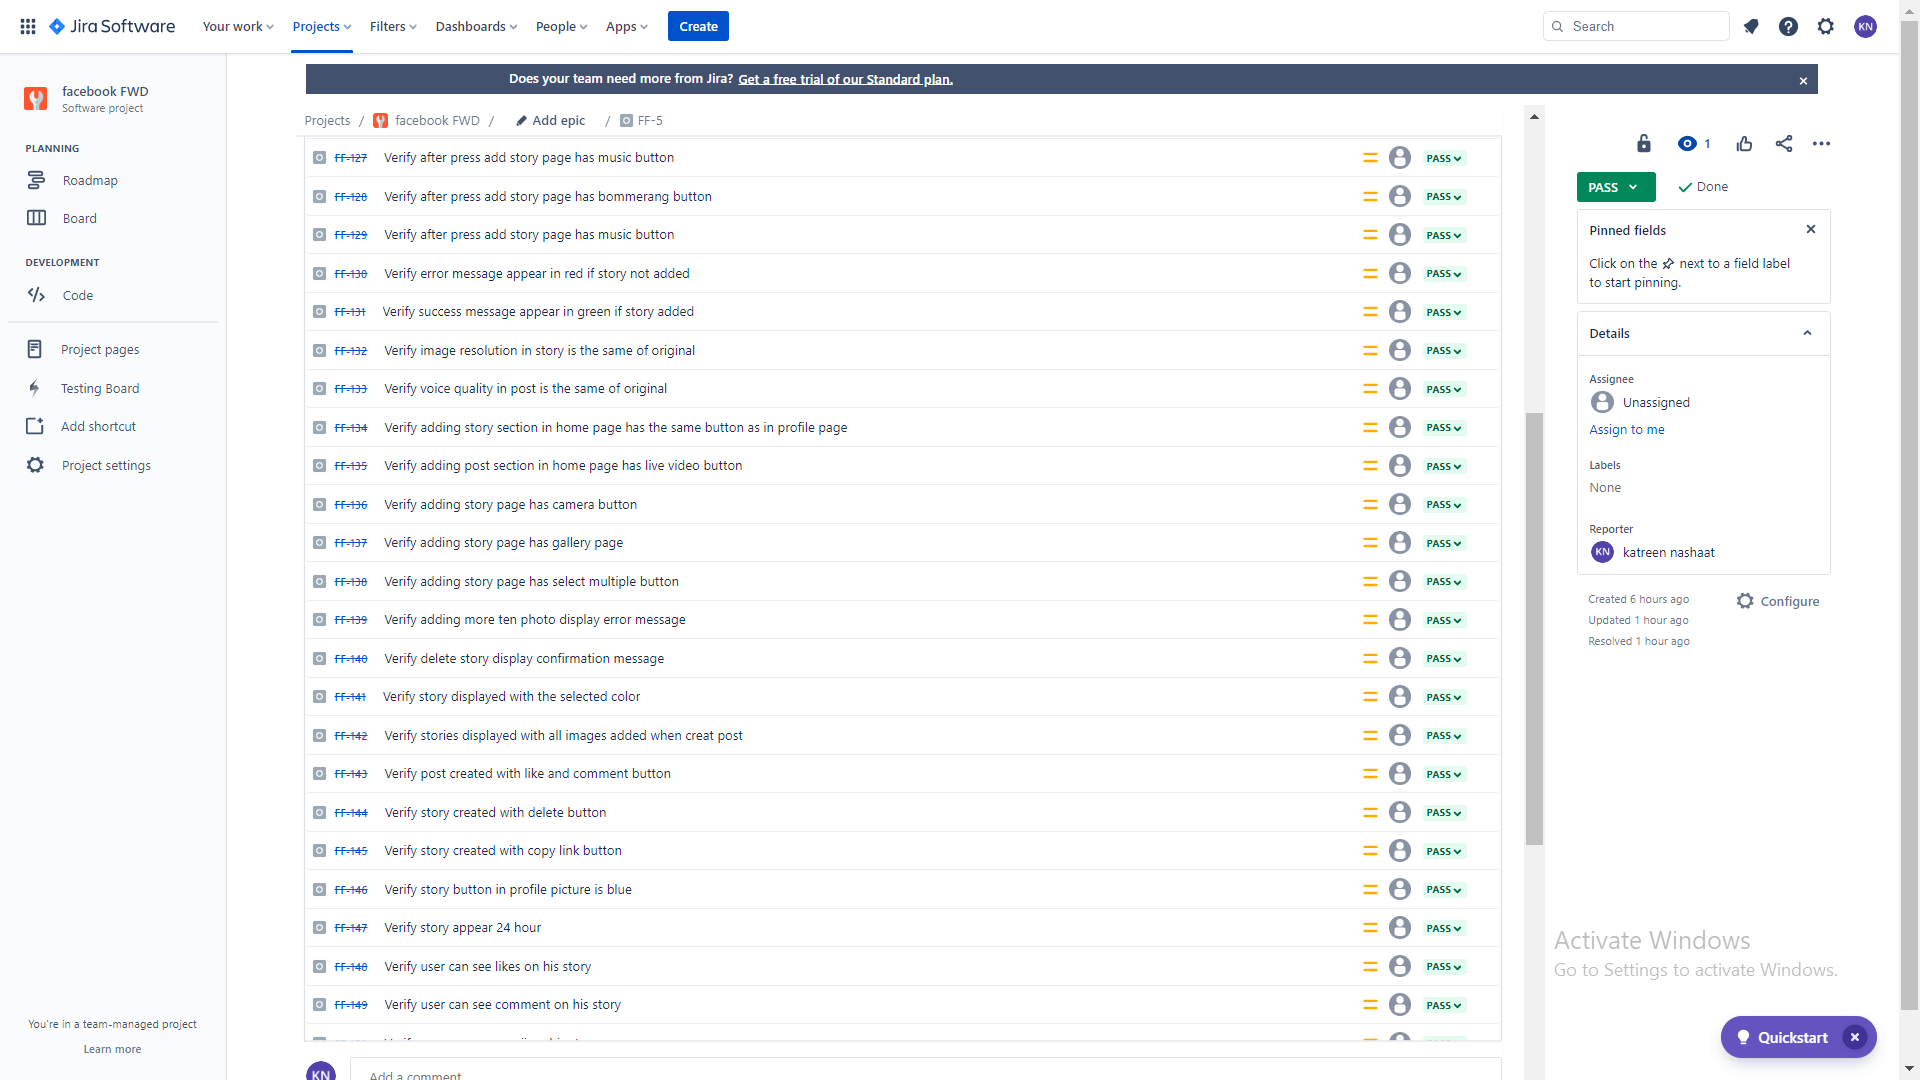 Jira Software
Your work
Projects
Filters
Dashboards
People
Apps
Create
Search
KN
facebook FWD
Software project
PLANNING
Roadmap
Board
DEVELOPMENT
Code
Project pages
Testing Board
Add shortcut
Project settings
You're in a team-managed project
Learn more
Does your team need more from Jira? Get a free trial of our Standard plan.
Projects / facebook FWD / Add epic / FF-5
FF-127 Verify after press add story page has music button PASS
FF-128 Verify after press add story page has bommerang button PASS
FF-129 Verify after press add story page has music button PASS
FF-130 Verify error message appear in red if story not added PASS
FF-131 Verify success message appear in green if story added PASS
FF-132 Verify image resolution in story is the same of original PASS
FF-133 Verify voice quality in post is the same of original PASS
FF-134 Verify adding story section in home page has the same button as in profile page PASS
FF-135 Verify adding post section in home page has live video button PASS
FF-136 Verify adding story page has camera button PASS
FF-137 Verify adding story page has gallery page PASS
FF-138 Verify adding story page has select multiple button PASS
FF-139 Verify adding more ten photo display error message PASS
FF-140 Verify delete story display confirmation message PASS
FF-141 Verify story displayed with the selected color PASS
FF-142 Verify stories displayed with all images added when creat post PASS
FF-143 Verify post created with like and comment button PASS
FF-144 Verify story created with delete button PASS
FF-145 Verify story created with copy link button PASS
FF-146 Verify story button in profile picture is blue PASS
FF-147 Verify story appear 24 hour PASS
FF-148 Verify user can see likes on his story PASS
FF-149 Verify user can see comment on his story PASS
KN
Add a comment
1
PASS
Done
Pinned fields
Click on the next to a field label
to start pinning.
Details
Assignee
Unassigned
Assign to me
Labels
None
Reporter
KN katreen nashaat
Created 6 hours ago
Configure
Updated 1 hour ago
Resolved 1 hour ago
Activate Windows
Go to Settings to activate Windows.
Quickstart